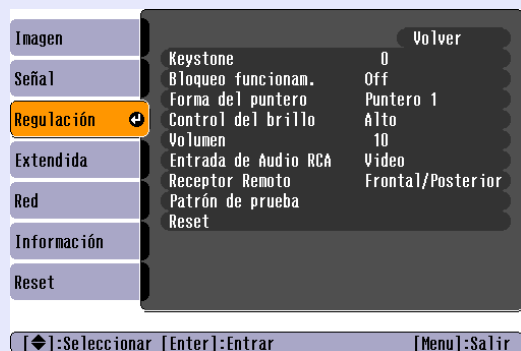 Imagen
Señal
Regulación
Extendida
Red
Información
Reset
Volver
Keystone 0
Bloqueo funcionam. Off
Forma del puntero Puntero 1
Control del brillo Alto
Volumen 10
Entrada de Audio RCA Video
Receptor Remoto Frontal/Posterior
Patrón de prueba
Reset
[◆]:Seleccionar [Enter]:Entrar [Menu]:Salir